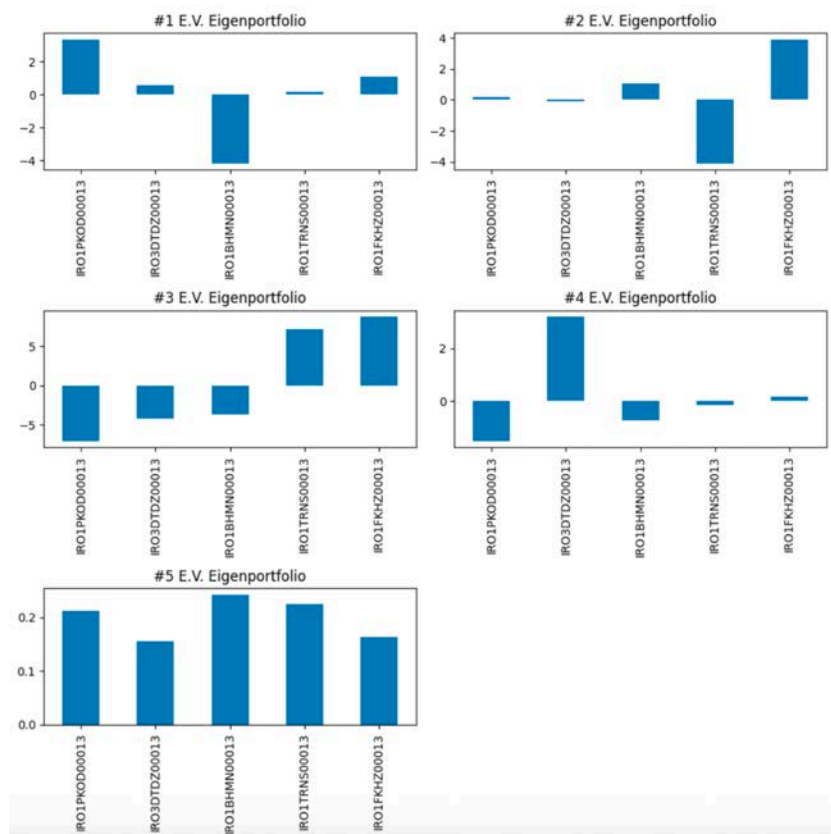 #1 E.V. Eigenportfolio
2
0
−2
−4
IRO1PKOD00013
IRO3DTDZ00013
IRO1BHMN00013
IRO1TRNS00013
IRO1FKHZ00013
#2 E.V. Eigenportfolio
4
2
0
−2
−4
IRO1PKOD00013
IRO3DTDZ00013
IRO1BHMN00013
IRO1TRNS00013
IRO1FKHZ00013
#3 E.V. Eigenportfolio
5
0
−5
IRO1PKOD00013
IRO3DTDZ00013
IRO1BHMN00013
IRO1TRNS00013
IRO1FKHZ00013
#4 E.V. Eigenportfolio
2
0
IRO1PKOD00013
IRO3DTDZ00013
IRO1BHMN00013
IRO1TRNS00013
IRO1FKHZ00013
#5 E.V. Eigenportfolio
0.2
0.1
0.0
IRO1PKOD00013
IRO3DTDZ00013
IRO1BHMN00013
IRO1TRNS00013
IRO1FKHZ00013